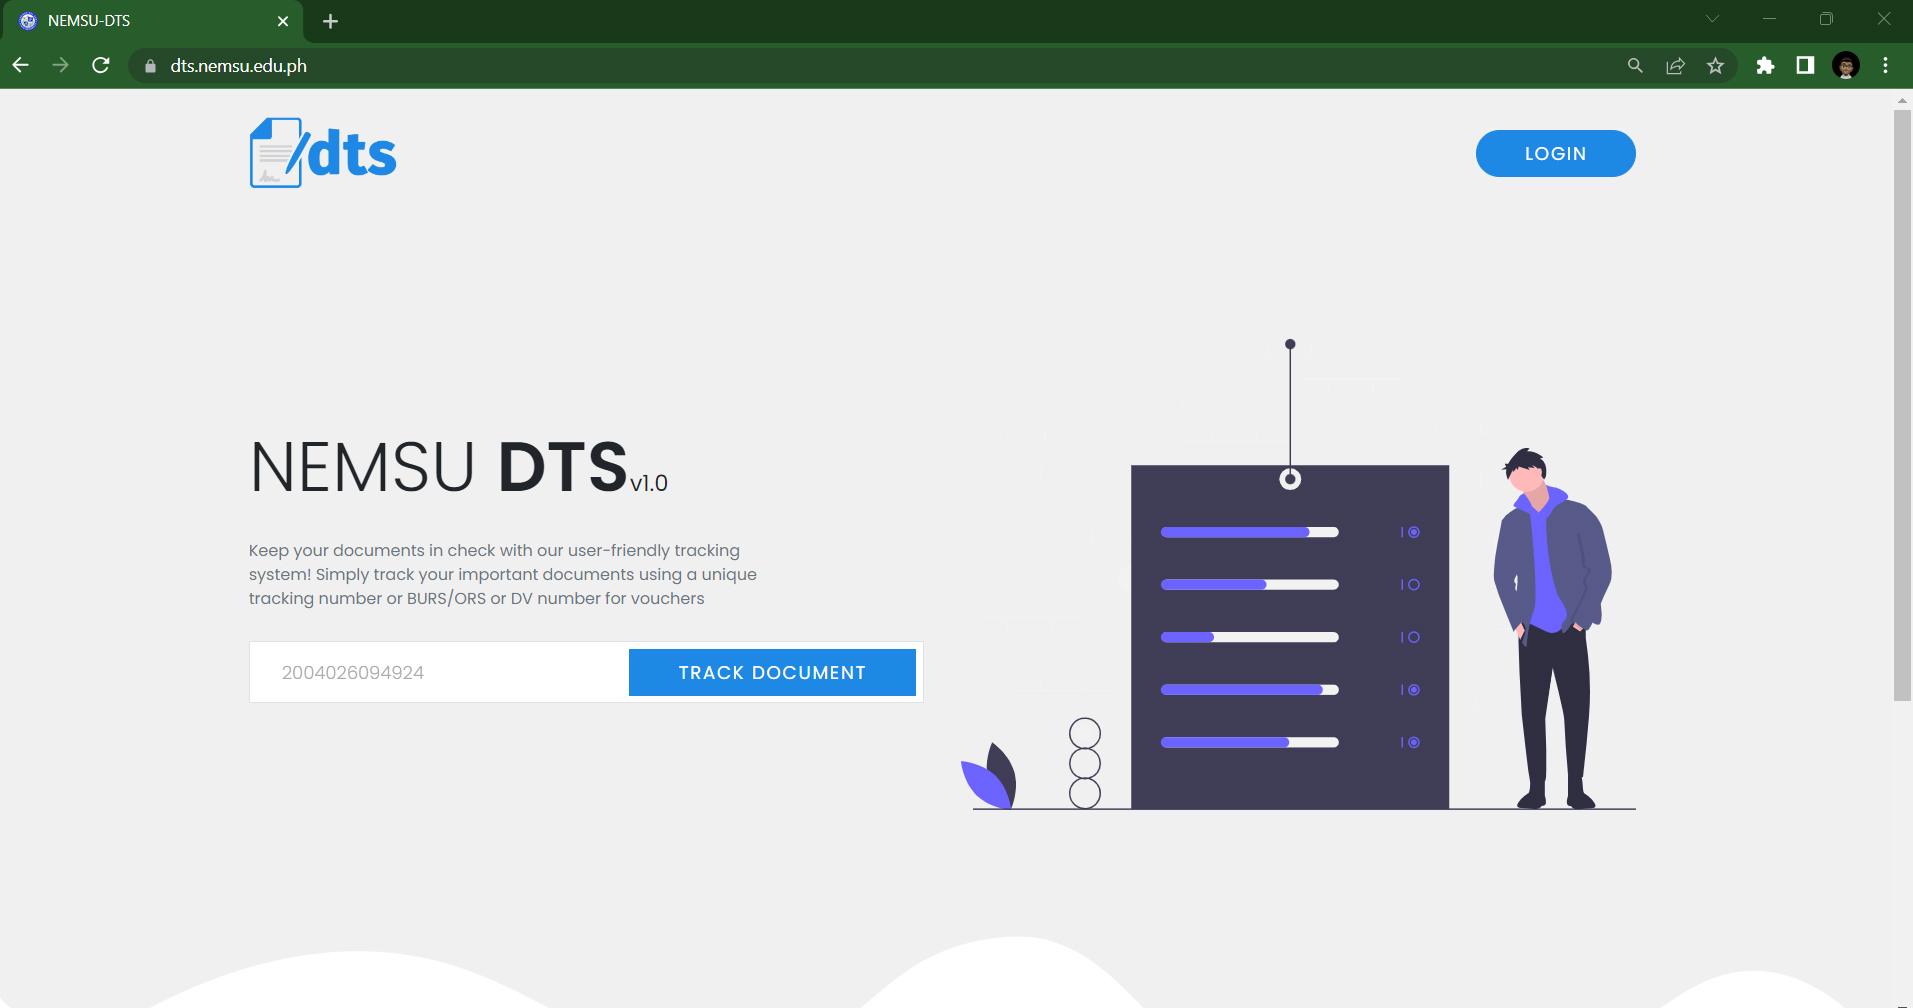 NEMSU-DTS
dts.nemsu.edu.ph
dts
LOGIN
NEMSU DTS v1.0
Keep your documents in check with our user-friendly tracking
system! Simply track your important documents using a unique
tracking number or BURS/ORS or DV number for vouchers
2004026094924
TRACK DOCUMENT